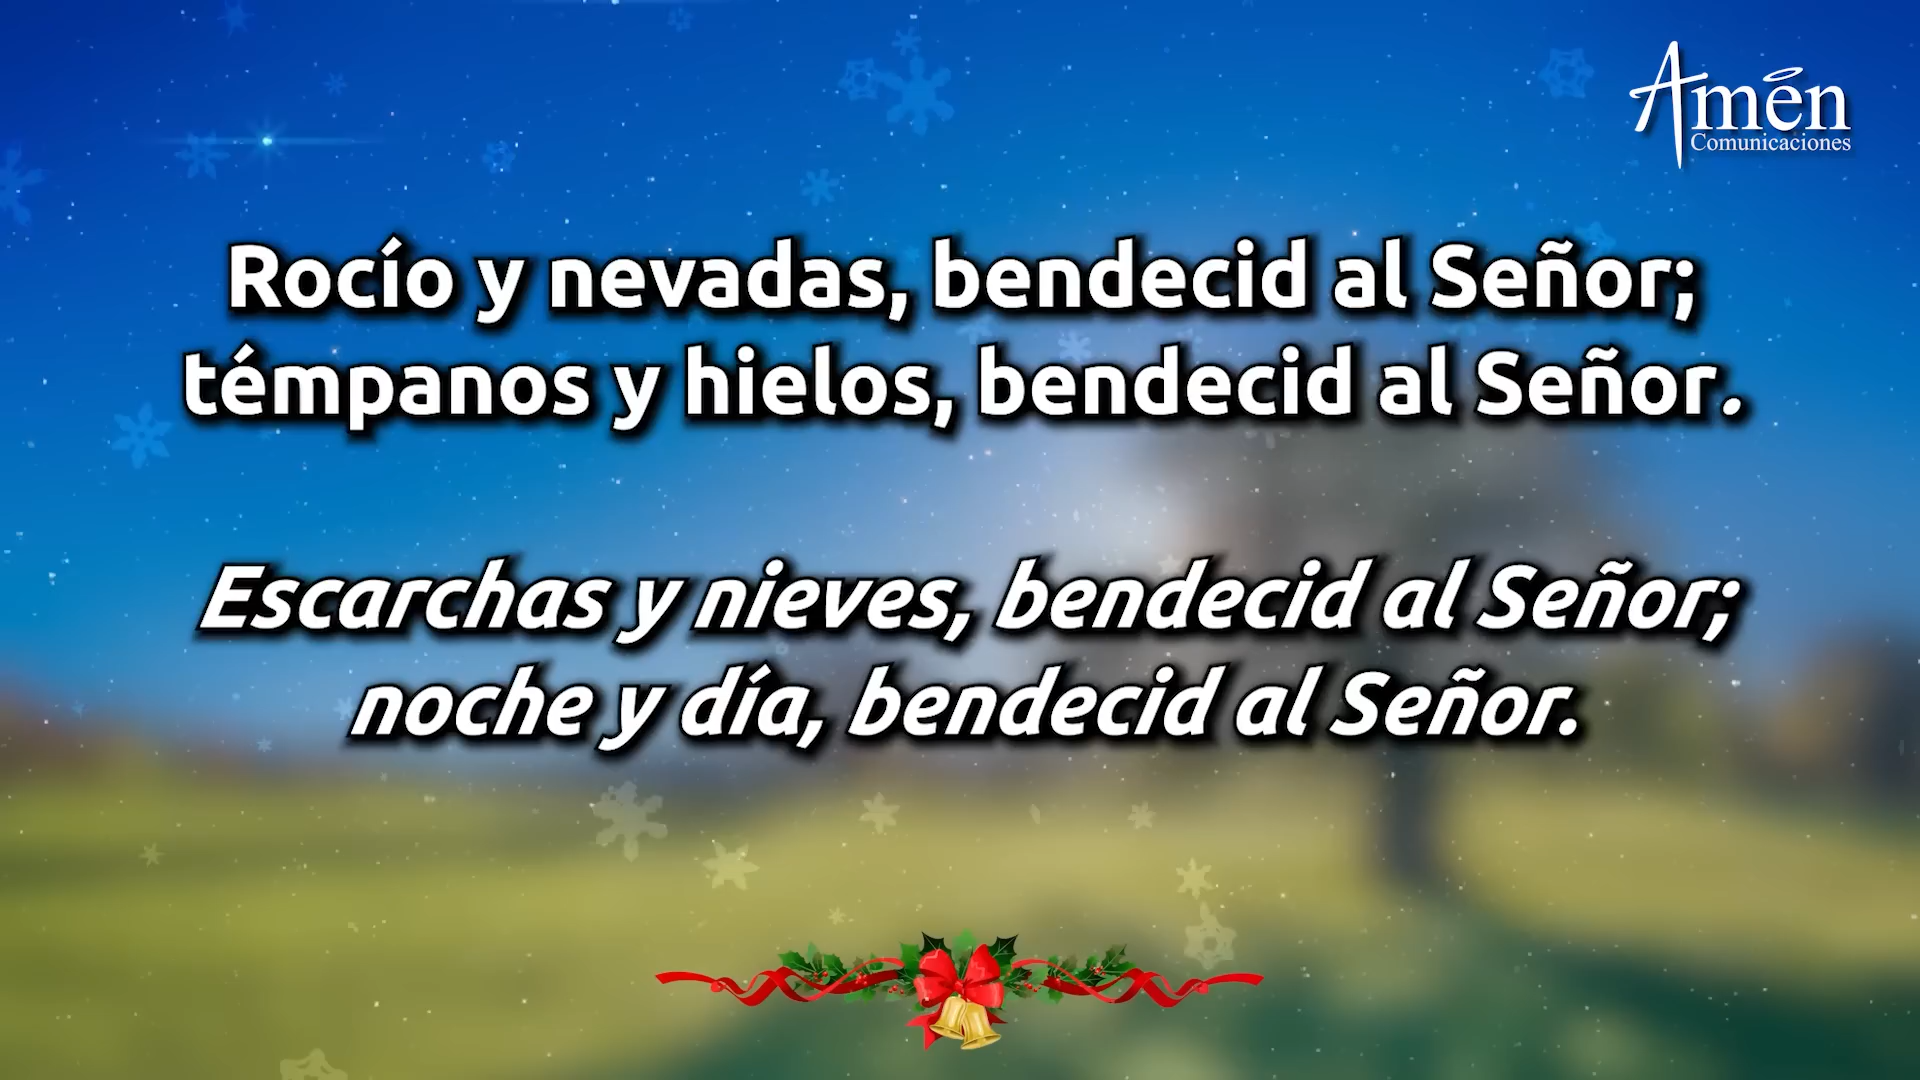 Amén
Comunicaciones
Rocío y nevadas, bendecid al Señor;
témpanos y hielos, bendecid al Señor.
Escarchas y nieves, bendecid al Señor;
noche y día, bendecid al Señor.